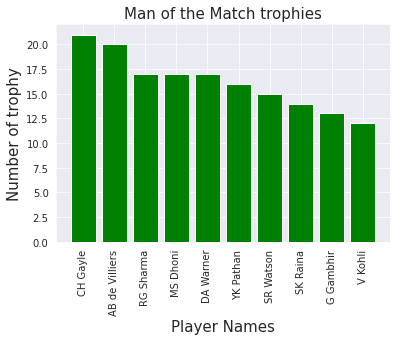 Man of the Match trophies
Number of trophy
20.0
17.5
15.0
12.5
10.0
7.5
5.0
2.5
0.0
CH Gayle
AB de Villiers
RG Sharma
MS Dhoni
DA Warner
YK Pathan
SR Watson
SK Raina
G Gambhir
V Kohli
Player Names